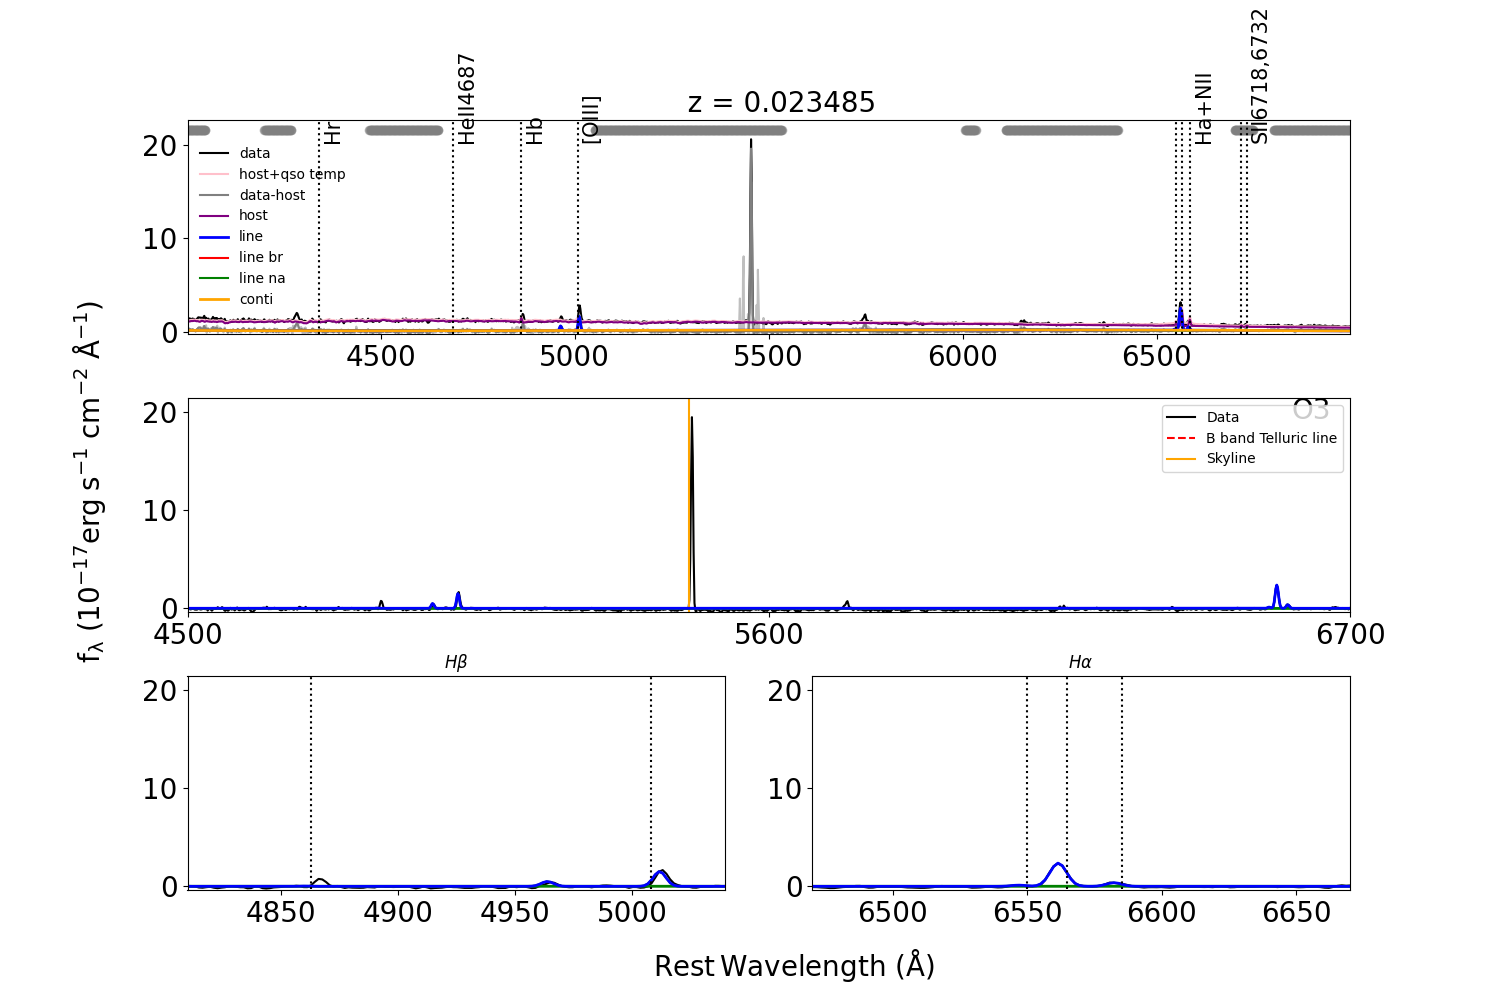 z = 0.023485
Hr
HeII4687
Hb
[OIII]
Ha+NII
SII6718,6732
20
10
0
data
host+qso temp
data-host
host
line
line br
line na
conti
4500 5000 5500 6000 6500
fλ (10⁻¹⁷erg s⁻¹ cm⁻² Å⁻¹)
20
10
0
O3
Data
B band Telluric line
Skyline
4500 5600 6700
Hβ
20
10
0
4850 4900 4950 5000
Hα
20
10
0
6500 6550 6600 6650
Rest Wavelength (Å)